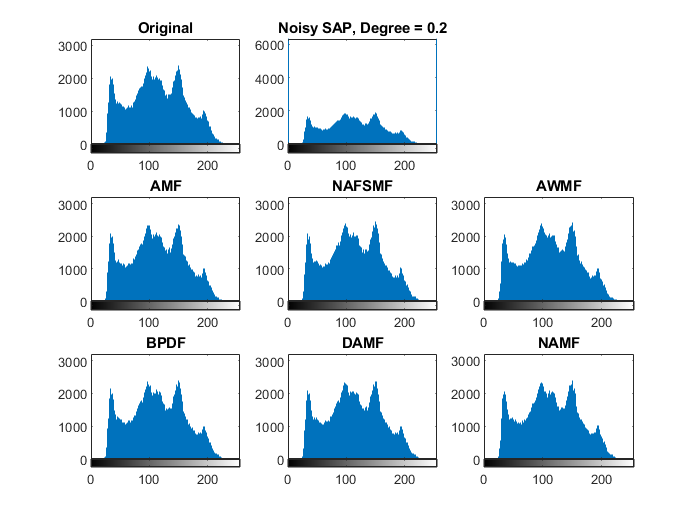 Original Noisy SAP, Degree = 0.2
3000 6000
2000 4000
1000 2000
0 0
0 100 200 0 100 200
AMF NAFSMF AWMF
3000 3000 3000
2000 2000 2000
1000 1000 1000
0 0 0
0 100 200 0 100 200 0 100 200
BPDF DAMF NAMF
3000 3000 3000
2000 2000 2000
1000 1000 1000
0 0 0
0 100 200 0 100 200 0 100 200